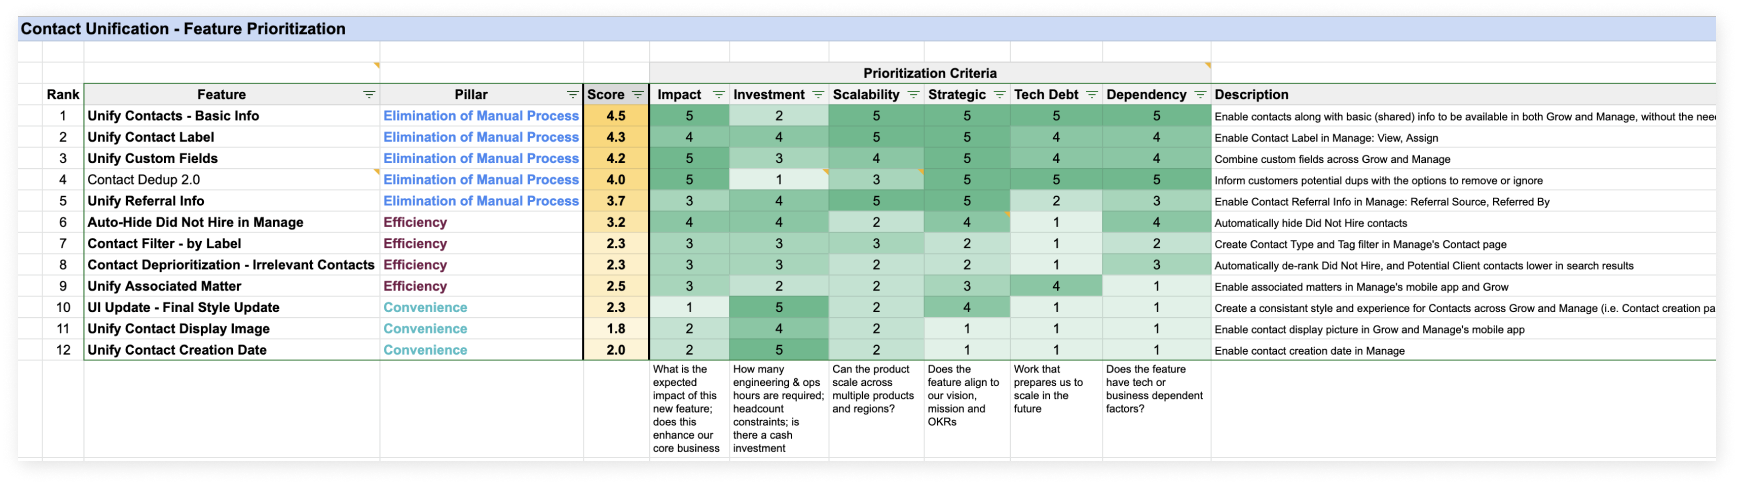 Contact Unification - Feature Prioritization
Prioritization Criteria
Rank Feature Pillar Score Impact Investment Scalability Strategic Tech Debt Dependency Description
1 Unify Contacts - Basic Info Elimination of Manual Process 4.5 5 2 5 5 5 5 Enable contacts along with basic (shared) info to be available in both Grow and Manage, without the nee
2 Unify Contact Label Elimination of Manual Process 4.3 4 4 5 5 4 4 Enable Contact Label in Manage: View, Assign
3 Unify Custom Fields Elimination of Manual Process 4.2 5 3 4 5 4 4 Combine custom fields across Grow and Manage
4 Contact Dedup 2.0 Elimination of Manual Process 4.0 5 1 3 5 5 5 Inform customers potential dups with the options to remove or ignore
5 Unify Referral Info Elimination of Manual Process 3.7 3 4 5 5 2 3 Enable Contact Referral Info in Manage: Referral Source, Referred By
6 Auto-Hide Did Not Hire in Manage Efficiency 3.2 4 4 2 4 1 4 Automatically hide Did Not Hire contacts
7 Contact Filter - by Label Efficiency 2.3 3 3 3 2 1 2 Create Contact Type and Tag filter in Manage's Contact page
8 Contact Deprioritization - Irrelevant Contacts Efficiency 2.3 3 3 2 2 1 3 Automatically de-rank Did Not Hire, and Potential Client contacts lower in search results
9 Unify Associated Matter Efficiency 2.5 3 2 2 3 4 1 Enable associated matters in Manage's mobile app and Grow
10 UI Update - Final Style Update Convenience 2.3 1 5 2 4 1 1 Create a consistant style and experience for Contacts across Grow and Manage (i.e. Contact creation pa
11 Unify Contact Display Image Convenience 1.8 2 4 2 1 1 1 Enable contact display picture in Grow and Manage's mobile app
12 Unify Contact Creation Date Convenience 2.0 2 5 2 1 1 1 Enable contact creation date in Manage
What is the
expected
impact of this
new feature;
does this
enhance our
core business
How many
engineering & ops
hours are required;
headcount
constraints; is
there a cash
investment
Can the product
scale across
multiple products
and regions?
Does the
feature align to
our vision,
mission and
OKRs
Work that
prepares us to
scale in the
future
Does the feature
have tech or
business dependent
factors?